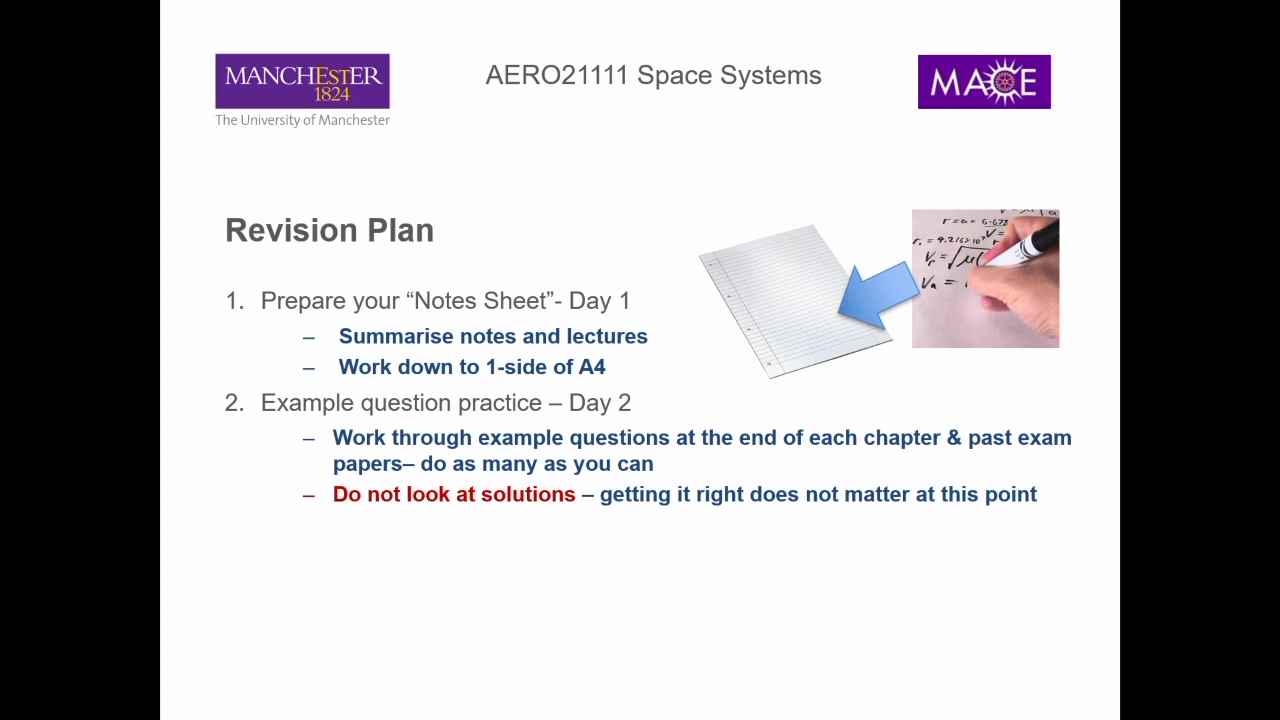 MANCHESTER
1824
The University of Manchester
AERO21111 Space Systems
MACE
Revision Plan
1. Prepare your “Notes Sheet”- Day 1
– Summarise notes and lectures
– Work down to 1-side of A4
2. Example question practice – Day 2
– Work through example questions at the end of each chapter & past exam
papers– do as many as you can
– Do not look at solutions – getting it right does not matter at this point